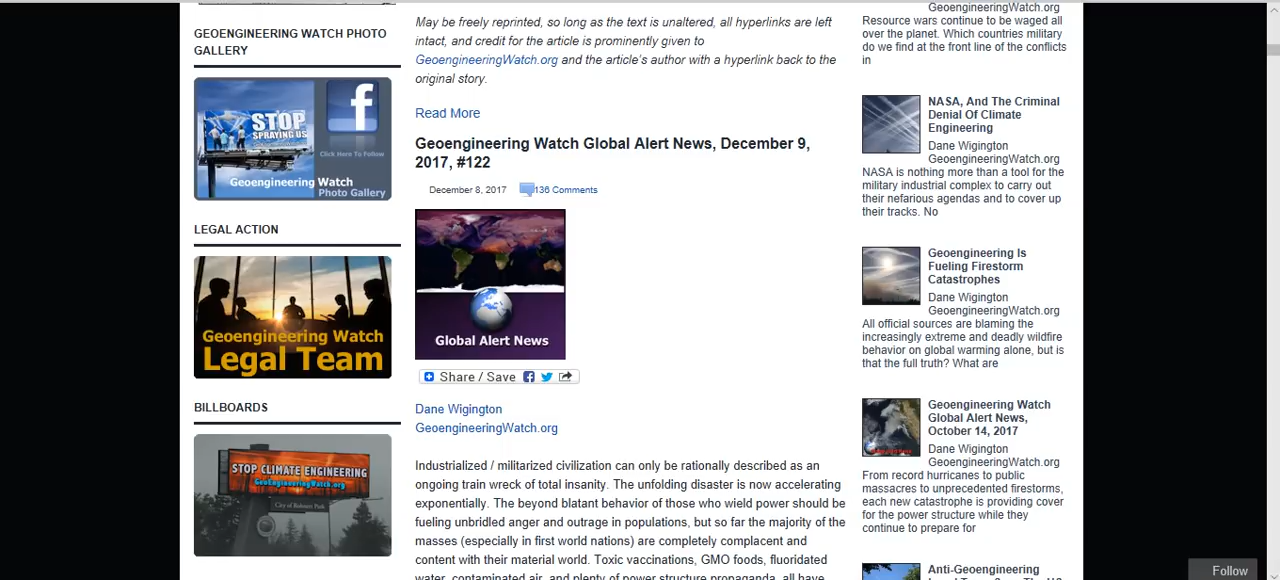 GEOENGINEERING WATCH PHOTO
GALLERY
STOP
SPRAYING US
f
Click Here To Follow
Geoengineering Watch
Photo Gallery
LEGAL ACTION
Geoengineering Watch
Legal Team
BILLBOARDS
STOP CLIMATE ENGINEERING
GeoEngineeringWatch.org
May be freely reprinted, so long as the text is unaltered, all hyperlinks are left
intact, and credit for the article is prominently given to
GeoengineeringWatch.org and the article's author with a hyperlink back to the
original story.
Read More
Geoengineering Watch Global Alert News, December 9,
2017, #122
December 8, 2017 136 Comments
Global Alert News
Share / Save
Dane Wigington
GeoengineeringWatch.org
Industrialized / militarized civilization can only be rationally described as an
ongoing train wreck of total insanity. The unfolding disaster is now accelerating
exponentially. The beyond blatant behavior of those who wield power should be
fueling unbridled anger and outrage in populations, but so far the majority of the
masses (especially in first world nations) are completely complacent and
content with their material world. Toxic vaccinations, GMO foods, fluoridated
water, contaminated air, and plenty of power structure propaganda, all have
GeoengineeringWatch.org
Resource wars continue to be waged all
over the planet. Which countries military
do we find at the front line of the conflicts
in
NASA, And The Criminal
Denial Of Climate
Engineering
Dane Wigington
GeoengineeringWatch.org
NASA is nothing more than a tool for the
military industrial complex to carry out
their nefarious agendas and to cover up
their tracks. No
Geoengineering Is
Fueling Firestorm
Catastrophes
Dane Wigington
GeoengineeringWatch.org
All official sources are blaming the
increasingly extreme and deadly wildfire
behavior on global warming alone, but is
that the full truth? What are
Geoengineering Watch
Global Alert News,
October 14, 2017
Dane Wigington
GeoengineeringWatch.org
From record hurricanes to public
massacres to unprecedented firestorms,
each new catastrophe is providing cover
for the power structure while they
continue to prepare for
Anti-Geoengineering
Follow